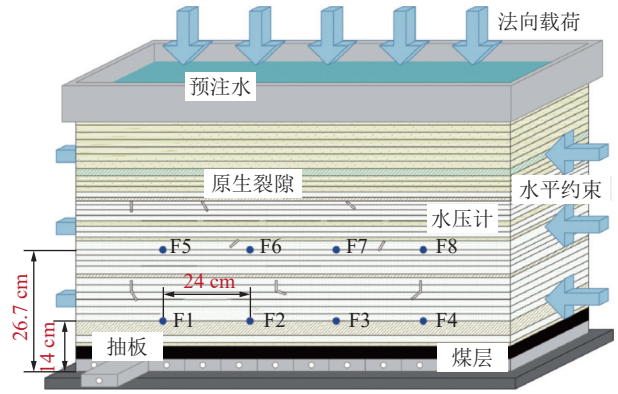 法向载荷
预注水
原生裂隙
水平约束
水压计
F5 F6 F7 F8
24 cm
26.7 cm
F1 F2 F3 F4
14 cm
抽板
煤层